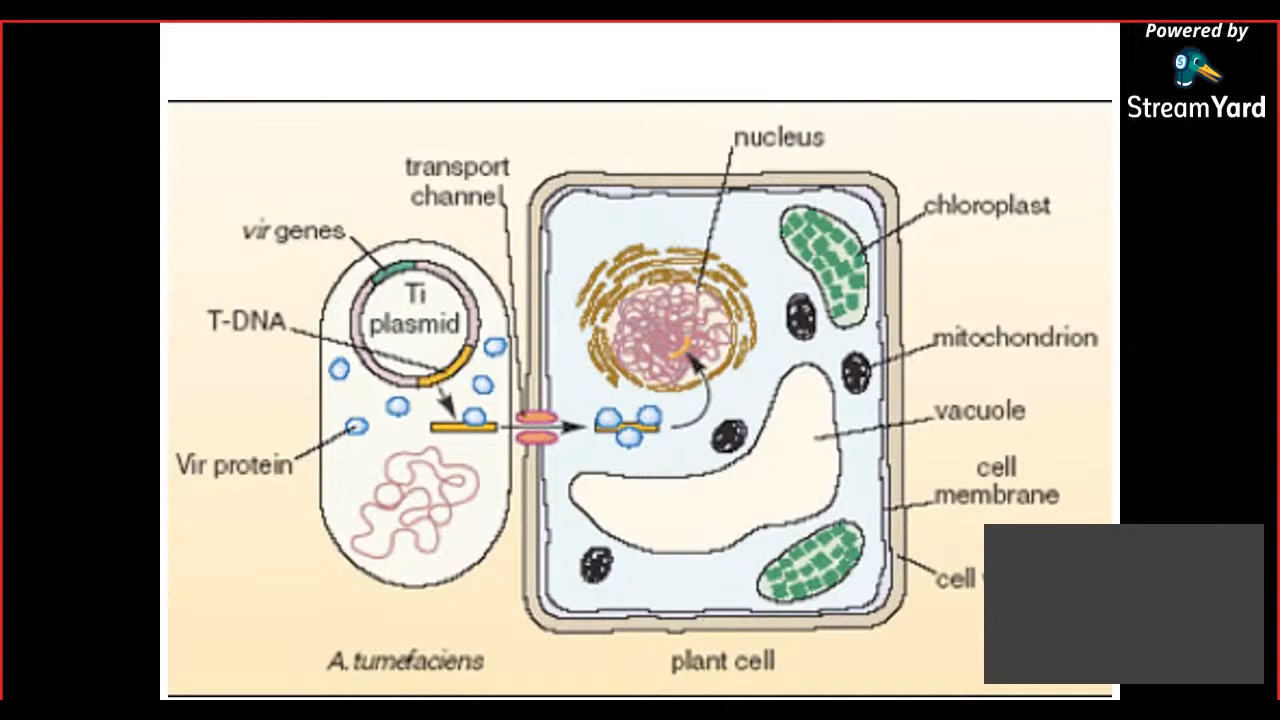 Powered by
StreamYard
nucleus
transport
channel
chloroplast
vir genes
Ti
plasmid
T-DNA
mitochondrion
vacuole
Vir protein
cell
membrane
cell
A. tumefaciens
plant cell